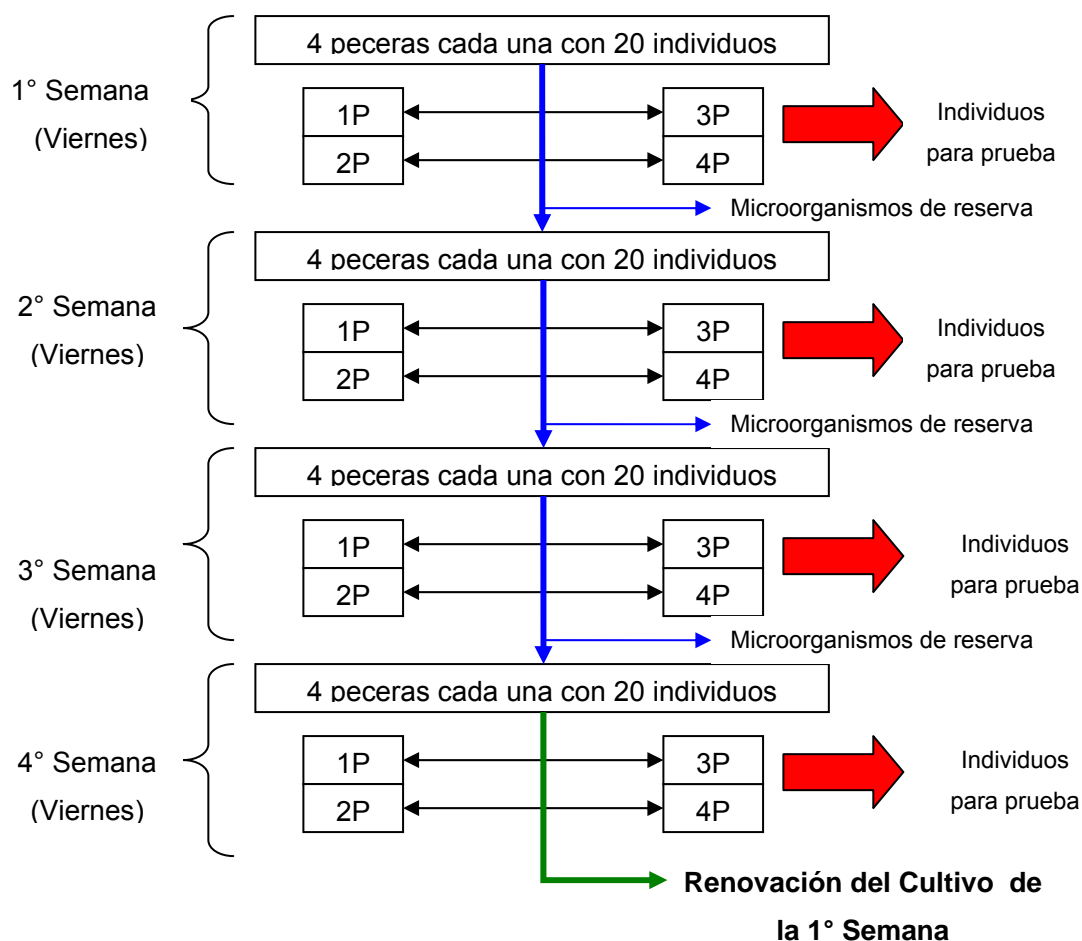 4 peceras cada una con 20 individuos
1° Semana
(Viernes)
1P
3P
2P
4P
Individuos
para prueba
Microorganismos de reserva
4 peceras cada una con 20 individuos
2° Semana
(Viernes)
1P
3P
2P
4P
Individuos
para prueba
Microorganismos de reserva
4 peceras cada una con 20 individuos
3° Semana
(Viernes)
1P
3P
2P
4P
Individuos
para prueba
Microorganismos de reserva
4 peceras cada una con 20 individuos
4° Semana
(Viernes)
1P
3P
2P
4P
Individuos
para prueba
Renovación del Cultivo de
la 1° Semana